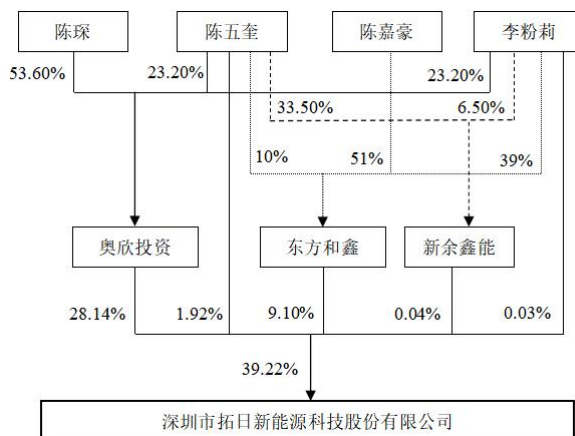 陈琛 陈五奎 陈嘉豪 李粉莉
53.60% 23.20% 23.20%
33.50% 6.50%
10% 51% 39%
奥欣投资 东方和鑫 新余鑫能
28.14% 1.92% 9.10% 0.04% 0.03%
39.22%
深圳市拓日新能源科技股份有限公司